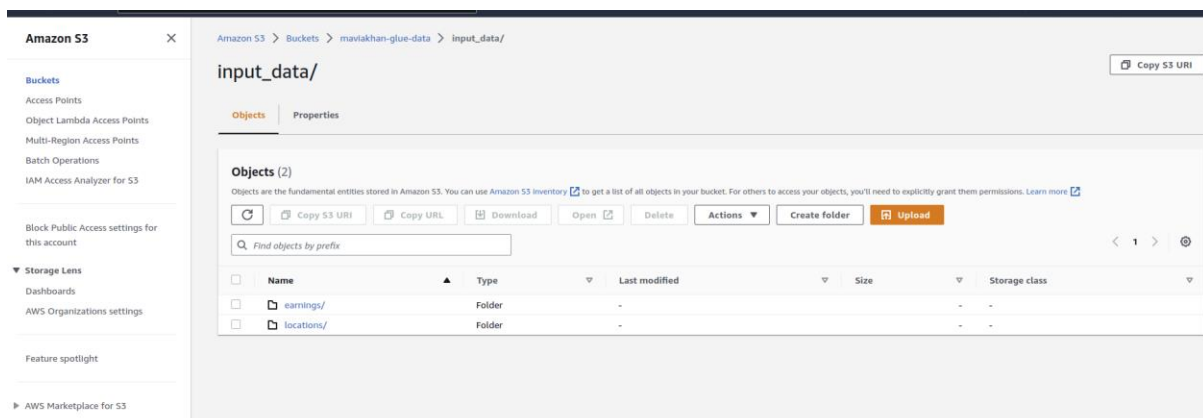 Amazon S3
Buckets
Access Points
Object Lambda Access Points
Multi-Region Access Points
Batch Operations
IAM Access Analyzer for S3
Block Public Access settings for
this account
Storage Lens
Dashboards
AWS Organizations settings
Feature spotlight
AWS Marketplace for S3
Amazon S3 > Buckets > maviakhan-glue-data > input_data/
input_data/
Copy S3 URI
Objects Properties
Objects (2)
Objects are the fundamental entities stored in Amazon S3. You can use Amazon S3 inventory to get a list of all objects in your bucket. For others to access your objects, you'll need to explicitly grant them permissions. Learn more
Copy S3 URI Copy URL Download Open Delete Actions Create folder Upload
Find objects by prefix
1
Name Type Last modified Size Storage class
earnings/ Folder - - -
locations/ Folder - - -